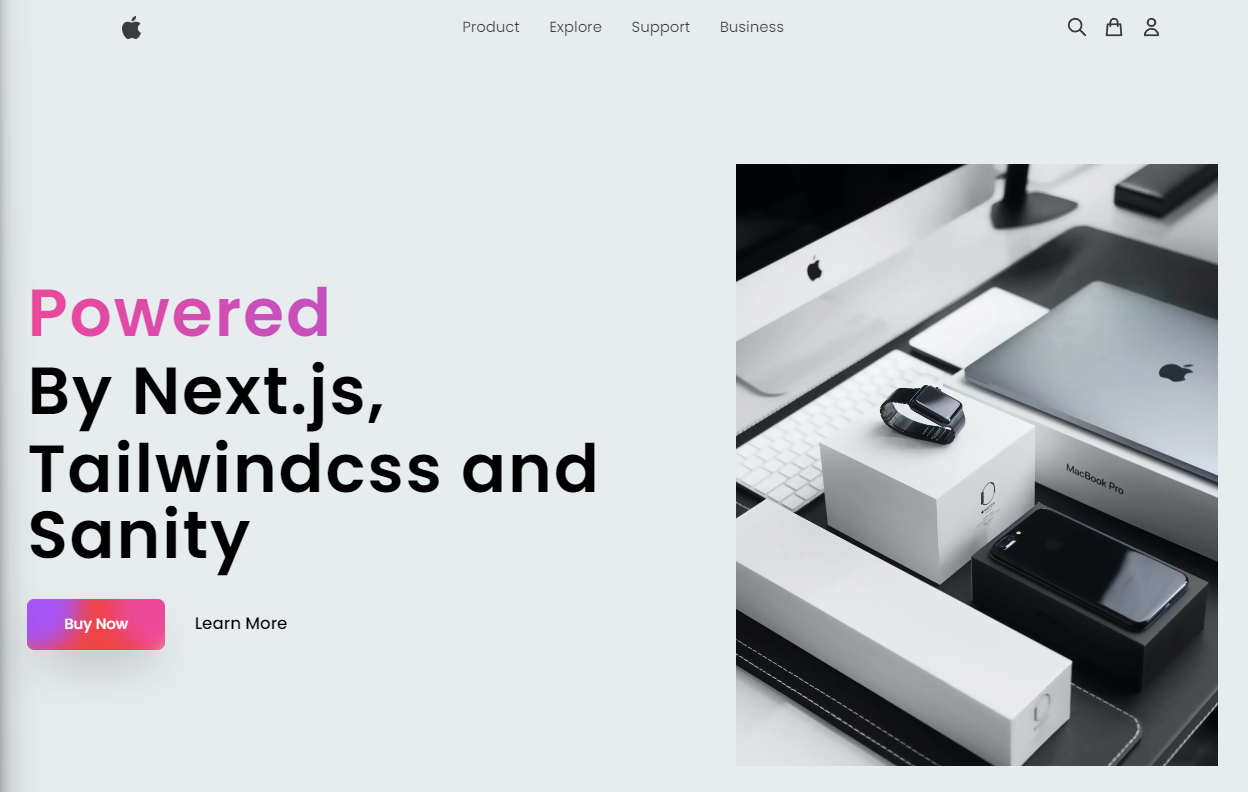 Product Explore Support Business
Powered
By Next.js,
Tailwindcss and
Sanity
Buy Now Learn More
MacBook Pro